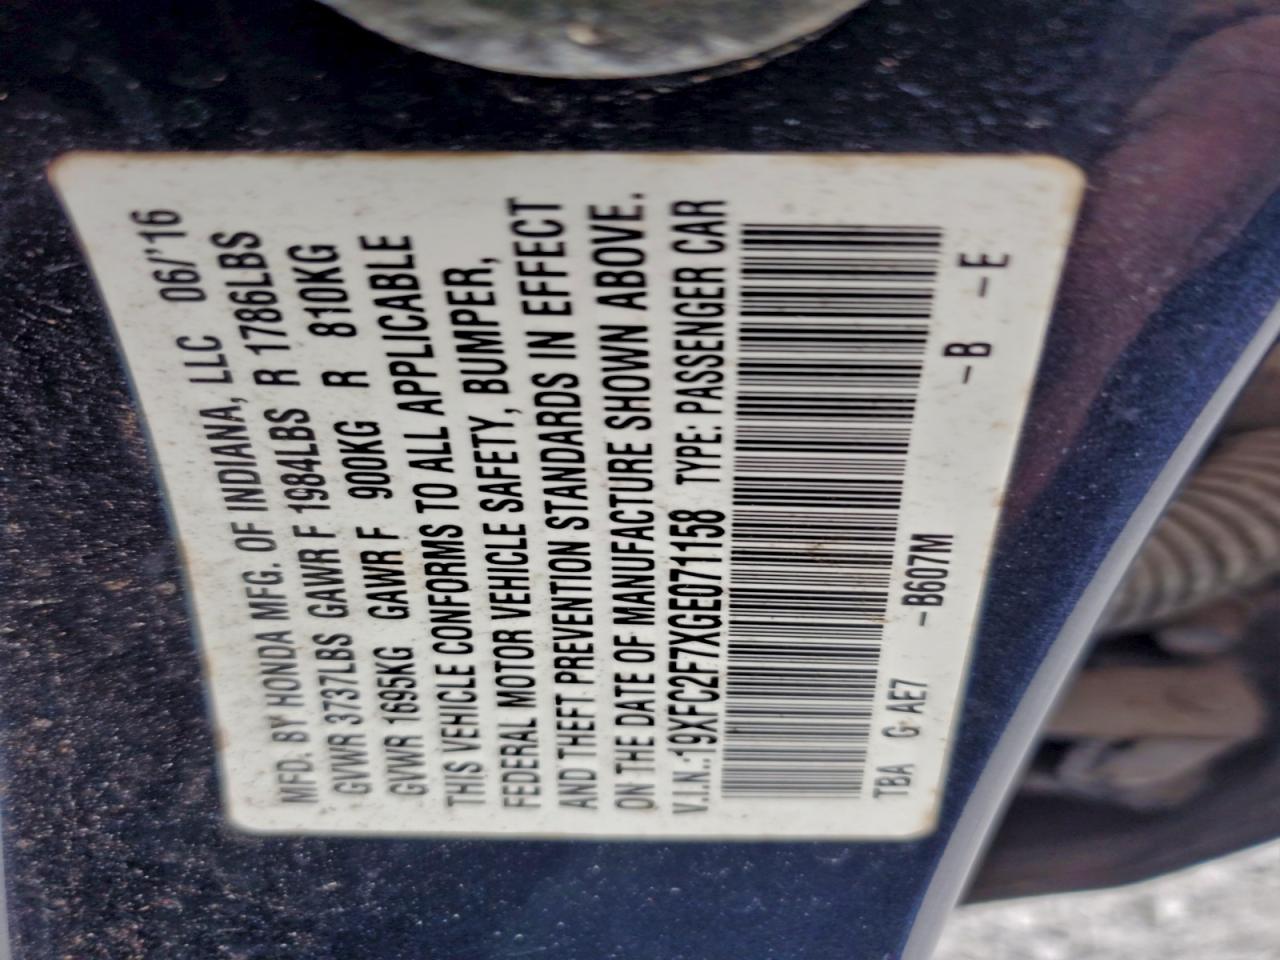 MFD. BY HONDA MFG. OF INDIANA, LLC 06/'16
GVWR 3737LBS GAWR F 1984LBS R 1786LBS
GVWR 1695KG GAWR F 900KG R 810KG
THIS VEHICLE CONFORMS TO ALL APPLICABLE
FEDERAL MOTOR VEHICLE SAFETY, BUMPER,
AND THEFT PREVENTION STANDARDS IN EFFECT
ON THE DATE OF MANUFACTURE SHOWN ABOVE.
V.I.N.:19XFC2F7XGE071158 TYPE: PASSENGER CAR
TBA G AE7 -B607M -B -E